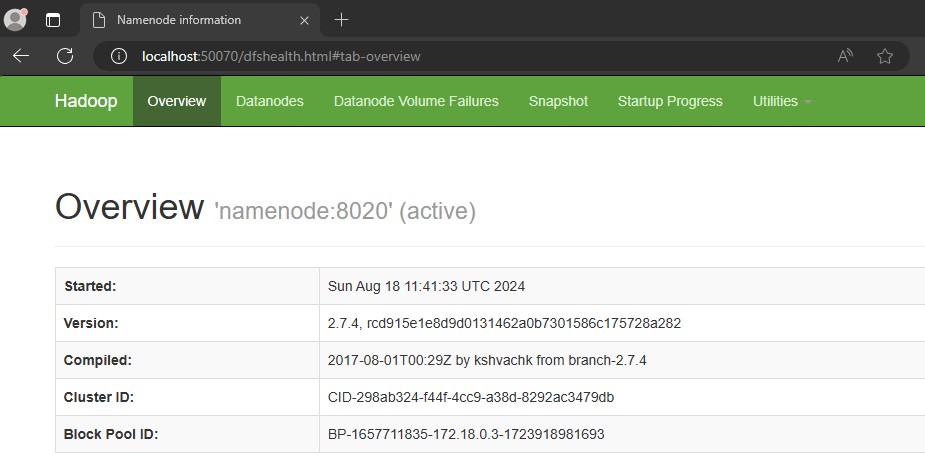 Namenode information
localhost:50070/dfshealth.html#tab-overview
Hadoop Overview Datanodes Datanode Volume Failures Snapshot Startup Progress Utilities
Overview 'namenode:8020' (active)
Started: Sun Aug 18 11:41:33 UTC 2024
Version: 2.7.4, rcd915e1e8d9d0131462a0b7301586c175728a282
Compiled: 2017-08-01T00:29Z by kshvachk from branch-2.7.4
Cluster ID: CID-298ab324-f44f-4cc9-a38d-8292ac3479db
Block Pool ID: BP-1657711835-172.18.0.3-1723918981693